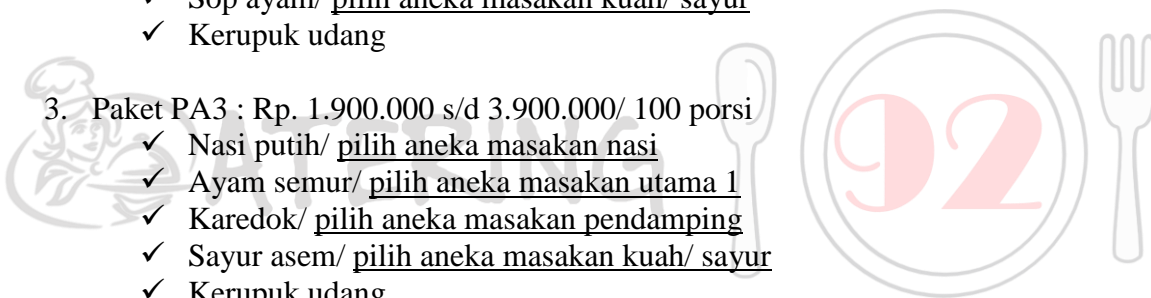 ✓ Sop ayam/ pilih aneka masakan kuah/ sayur
✓ Kerupuk udang
3. Paket PA3 : Rp. 1.900.000 s/d 3.900.000/ 100 porsi
✓ Nasi putih/ pilih aneka masakan nasi
✓ Ayam semur/ pilih aneka masakan utama 1
✓ Karedok/ pilih aneka masakan pendamping
✓ Sayur asem/ pilih aneka masakan kuah/ sayur
✓ Kerupuk udang
CATERING 92